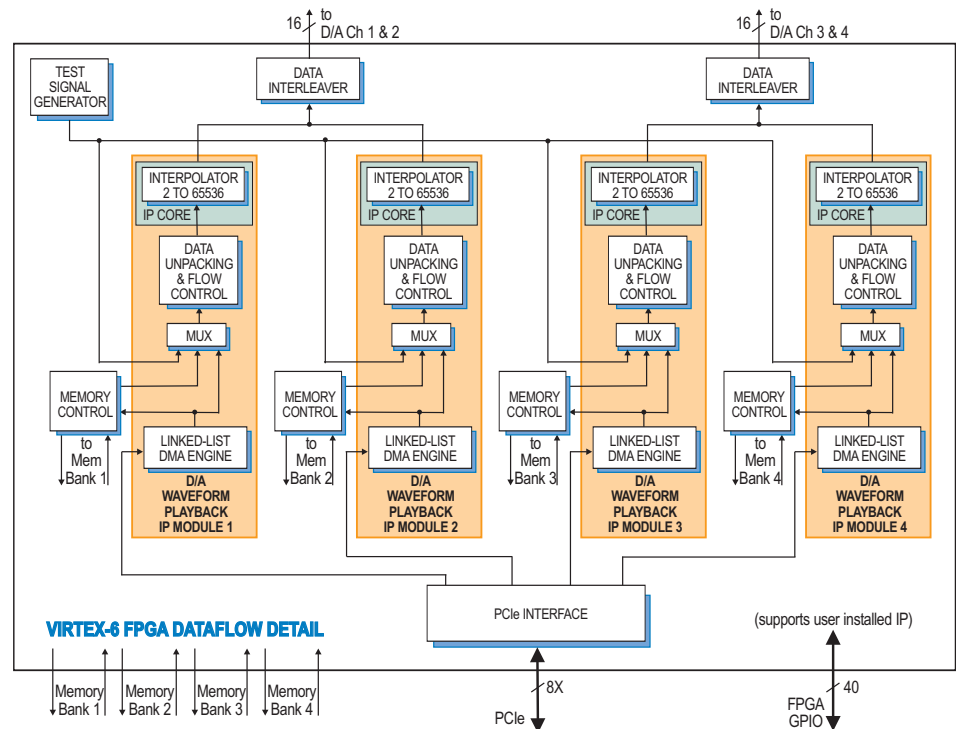 16
to
D/A Ch 1 & 2
16
to
D/A Ch 3 & 4
TEST
SIGNAL
GENERATOR
DATA
INTERLEAVER
DATA
INTERLEAVER
INTERPOLATOR
2 TO 65536
IP CORE
INTERPOLATOR
2 TO 65536
IP CORE
INTERPOLATOR
2 TO 65536
IP CORE
INTERPOLATOR
2 TO 65536
IP CORE
DATA
UNPACKING
& FLOW
CONTROL
DATA
UNPACKING
& FLOW
CONTROL
DATA
UNPACKING
& FLOW
CONTROL
DATA
UNPACKING
& FLOW
CONTROL
MUX
MUX
MUX
MUX
MEMORY
CONTROL
MEMORY
CONTROL
MEMORY
CONTROL
MEMORY
CONTROL
to
Mem
Bank 1
LINKED-LIST
DMA ENGINE
to
Mem
Bank 2
LINKED-LIST
DMA ENGINE
to
Mem
Bank 3
LINKED-LIST
DMA ENGINE
to
Mem
Bank 4
LINKED-LIST
DMA ENGINE
D/A
WAVEFORM
PLAYBACK
IP MODULE 1
D/A
WAVEFORM
PLAYBACK
IP MODULE 2
D/A
WAVEFORM
PLAYBACK
IP MODULE 3
D/A
WAVEFORM
PLAYBACK
IP MODULE 4
PCIe INTERFACE
VIRTEX-6 FPGA DATAFLOW DETAIL
(supports user installed IP)
Memory
Bank 1
Memory
Bank 2
Memory
Bank 3
Memory
Bank 4
8X
PCIe
40
FPGA
GPIO